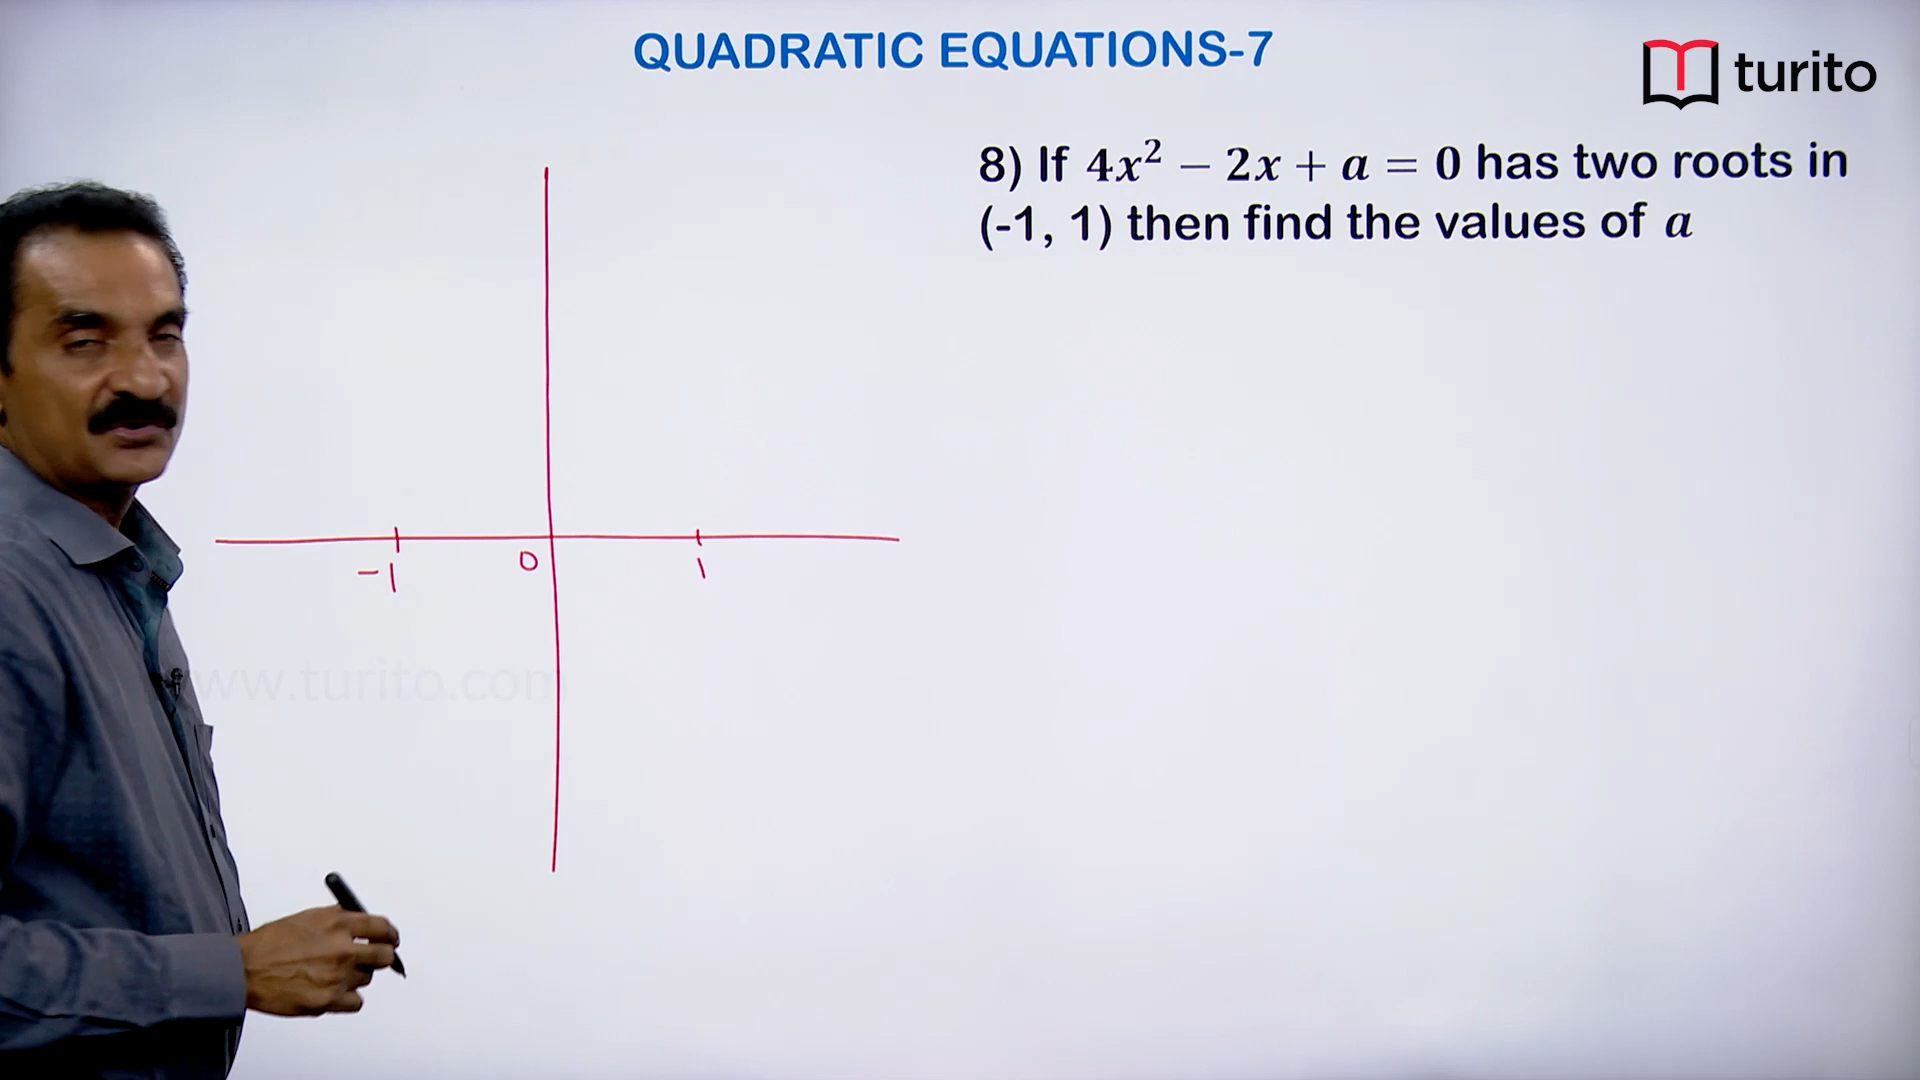 QUADRATIC EQUATIONS-7
turito
8) If 4x² − 2x + a = 0 has two roots in
(-1, 1) then find the values of a
-1
0
1
www.turito.com